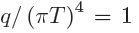 q/ (πT)⁴ = 1